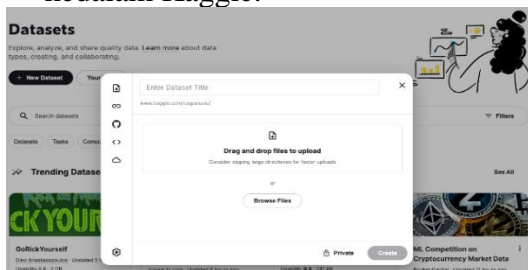 kedalam Kaggle.
Datasets
Explore, analyze, and share quality data. Learn more about data
types, creating, and collaborating.
+ New Dataset
Your
Search datasets
Filters
Datasets
Tasks
Trending Datase
See All
Enter Dataset Title
Drag and drop files to upload
Consider zipping large directories for faster uploads
or
Browse Files
Private
Create
CK YOUR
GoRickYourself
ML Competition on
Cryptocurrency Market Data